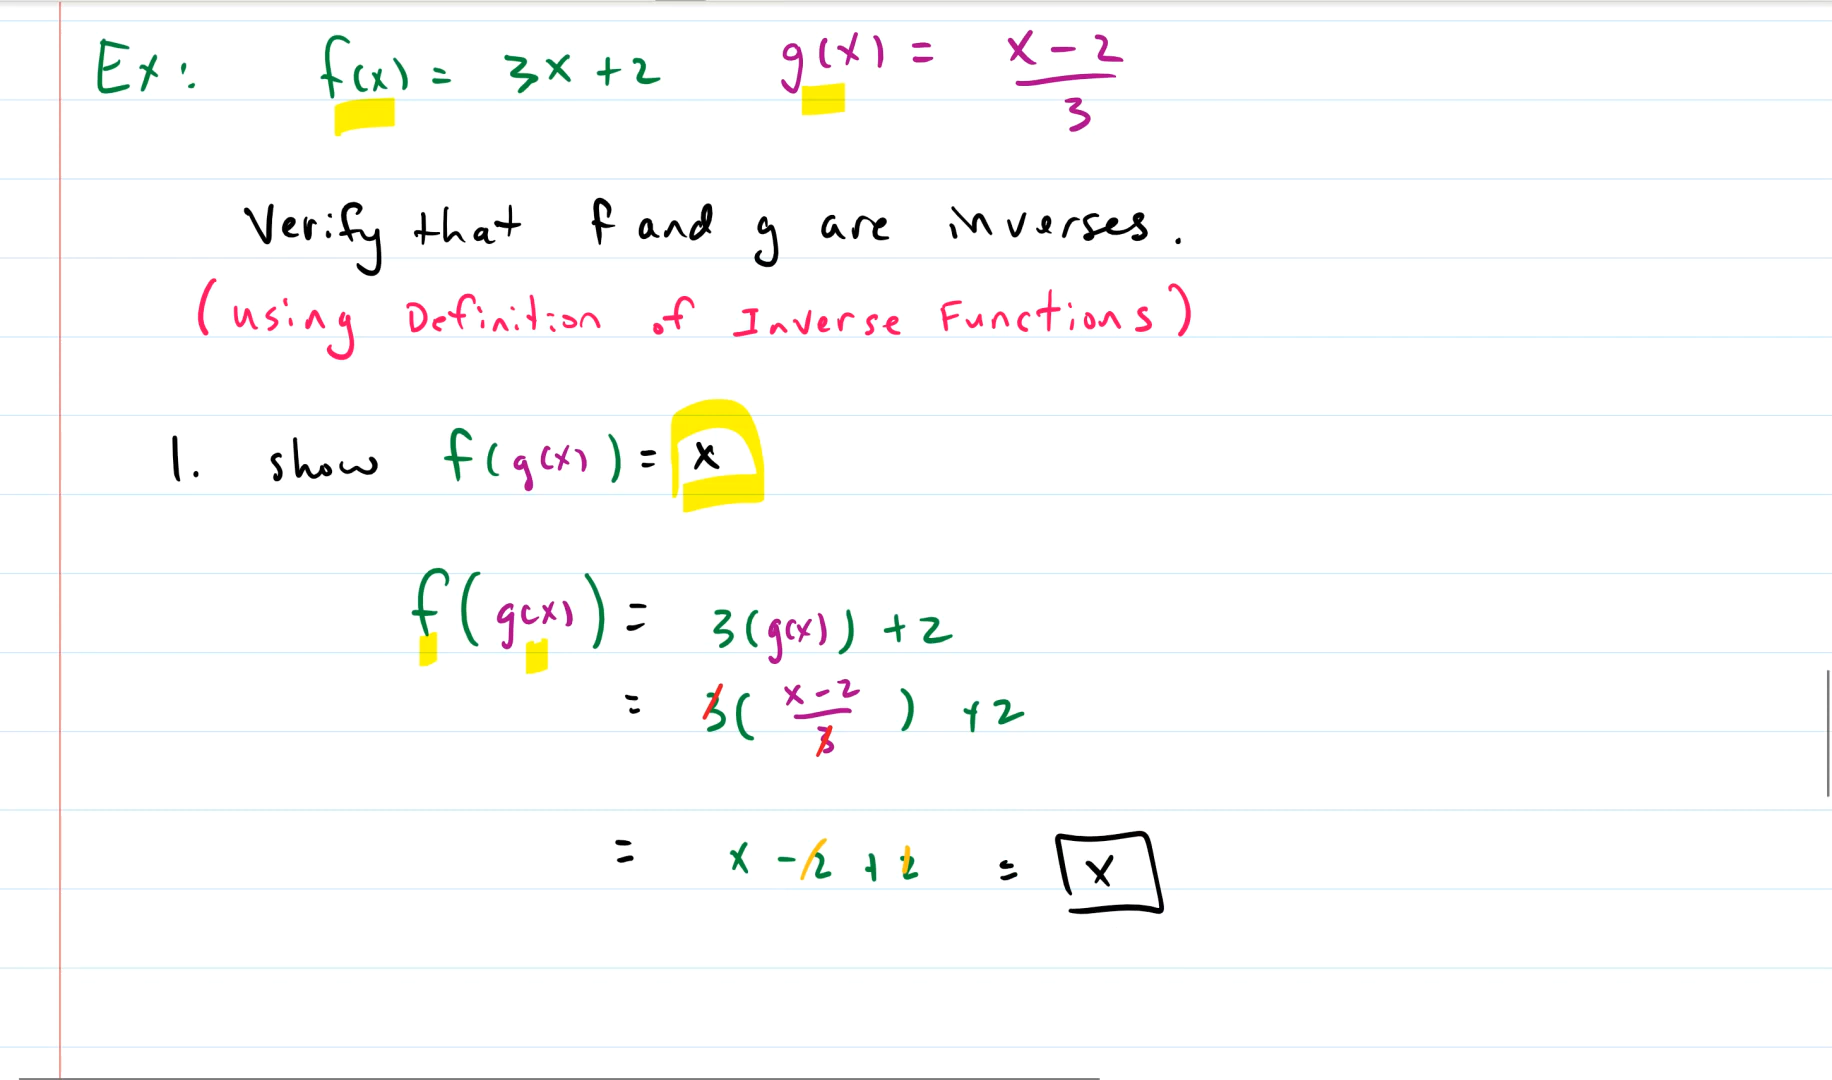 Ex: f(x) = 3x + 2 g(x) = x - 2 / 3
Verify that f and g are inverses.
(using Definition of Inverse Functions)
1. show f(g(x)) = x
f(g(x)) = 3(g(x)) + 2
= 3( x - 2 / 3 ) + 2
= x - 2 + 2 = x